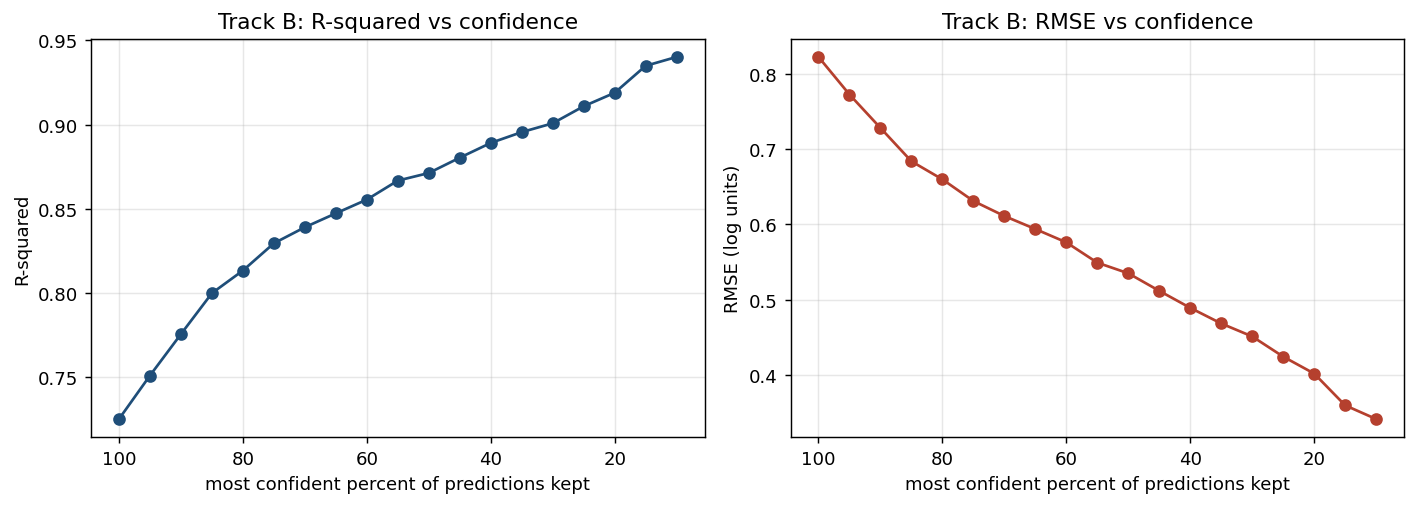 Track B: R-squared vs confidence
0.95
0.90
0.85
0.80
0.75
R-squared
100 80 60 40 20
most confident percent of predictions kept
Track B: RMSE vs confidence
0.8
0.7
0.6
0.5
0.4
RMSE (log units)
100 80 60 40 20
most confident percent of predictions kept